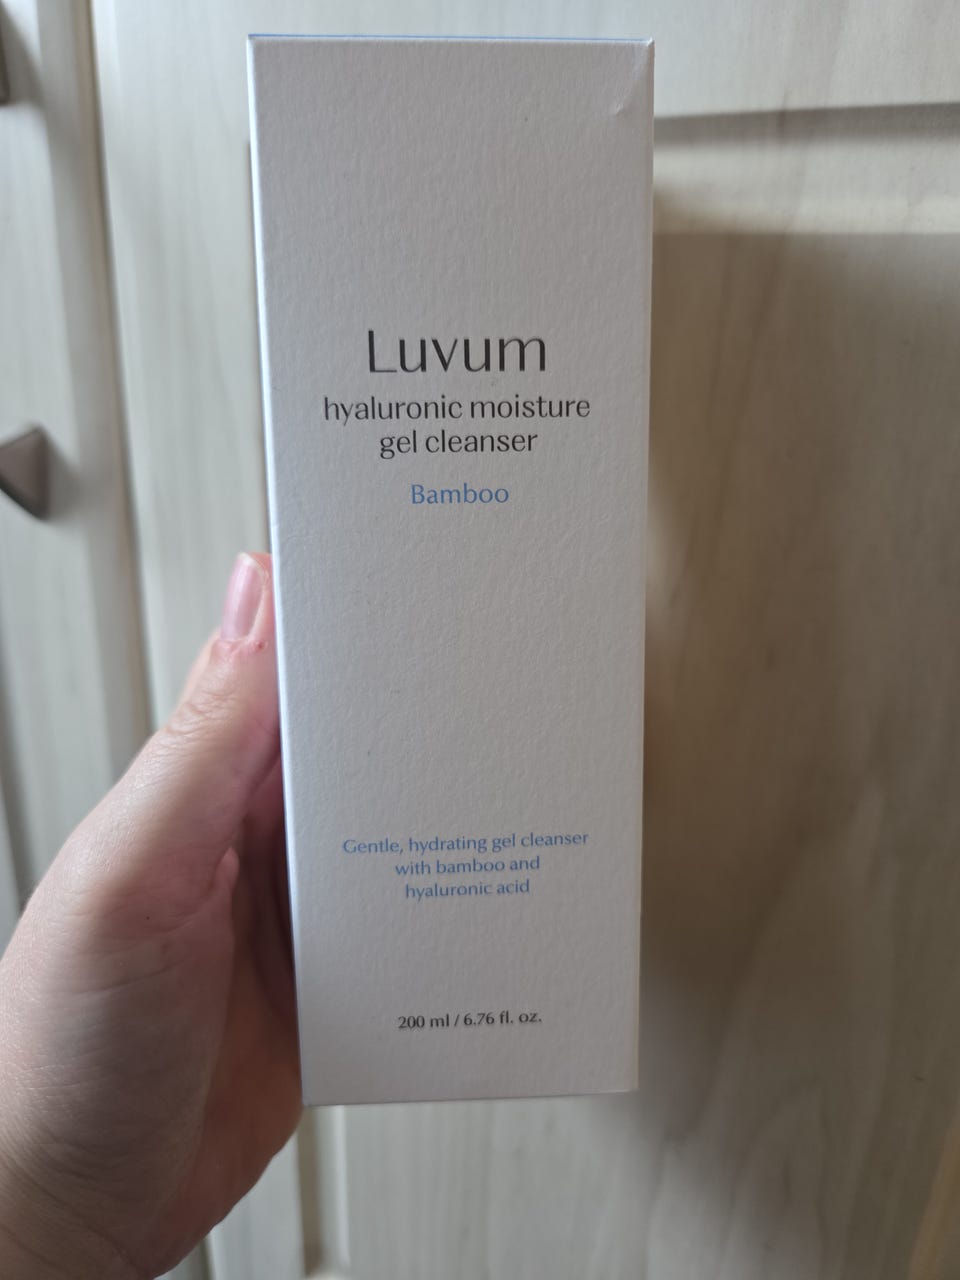 Luvum
hyaluronic moisture
gel cleanser
Bamboo
Gentle, hydrating gel cleanser
with bamboo and
hyaluronic acid
200 ml / 6.76 fl. oz.